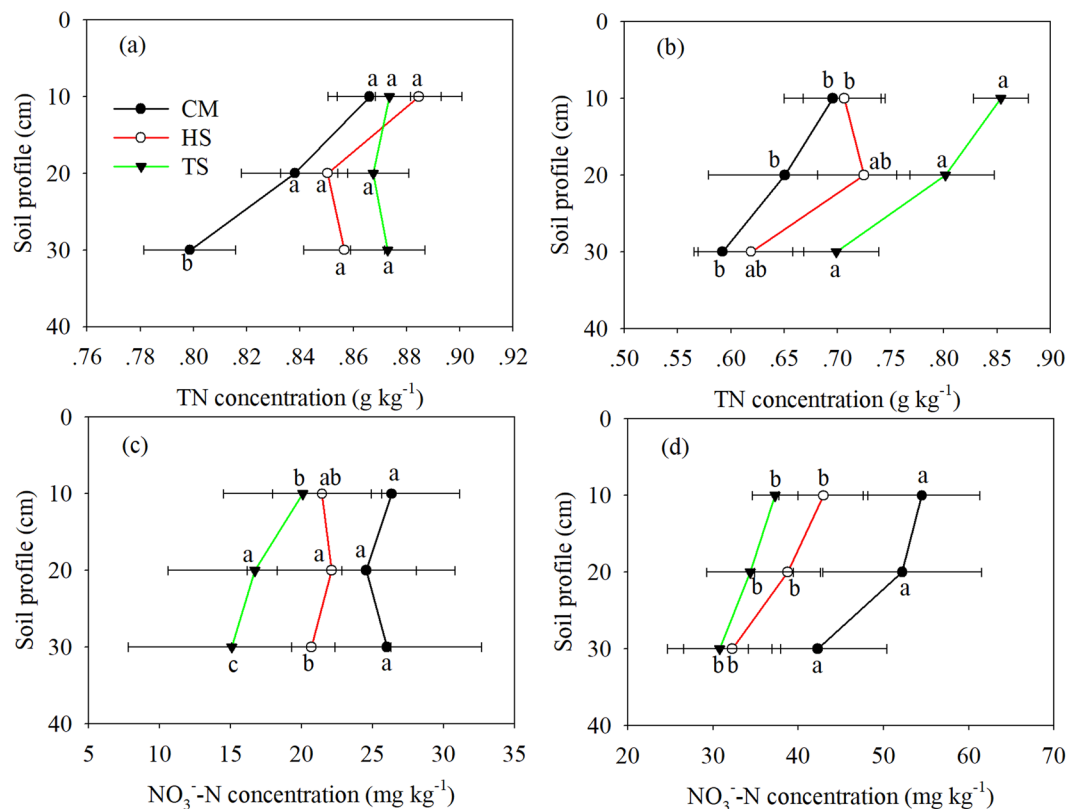 (a)
0
10
20
30
40
Soil profile (cm)
CM
HS
TS
a a a
a a a
b a a
.76 .78 .80 .82 .84 .86 .88 .90 .92
TN concentration (g kg⁻¹)
(b)
0
10
20
30
40
Soil profile (cm)
b b a
b ab a
b ab a
.50 .55 .60 .65 .70 .75 .80 .85 .90
TN concentration (g kg⁻¹)
(c)
0
10
20
30
40
Soil profile (cm)
b ab a
a a a
c b a
5 10 15 20 25 30 35
NO₃⁻-N concentration (mg kg⁻¹)
(d)
0
10
20
30
40
Soil profile (cm)
b b a
b b a
b b a
20 30 40 50 60 70
NO₃⁻-N concentration (mg kg⁻¹)